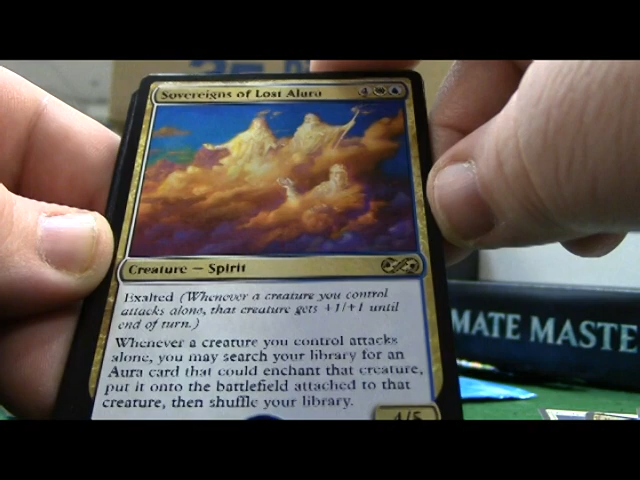 Sovereigns of Lost Alara 4
Creature — Spirit
Exalted (Whenever a creature you control
attacks alone, that creature gets +1/+1 until
end of turn.)
Whenever a creature you control attacks
alone, you may search your library for an
Aura card that could enchant that creature,
put it onto the battlefield attached to that
creature, then shuffle your library.
4/5
MATE MASTE